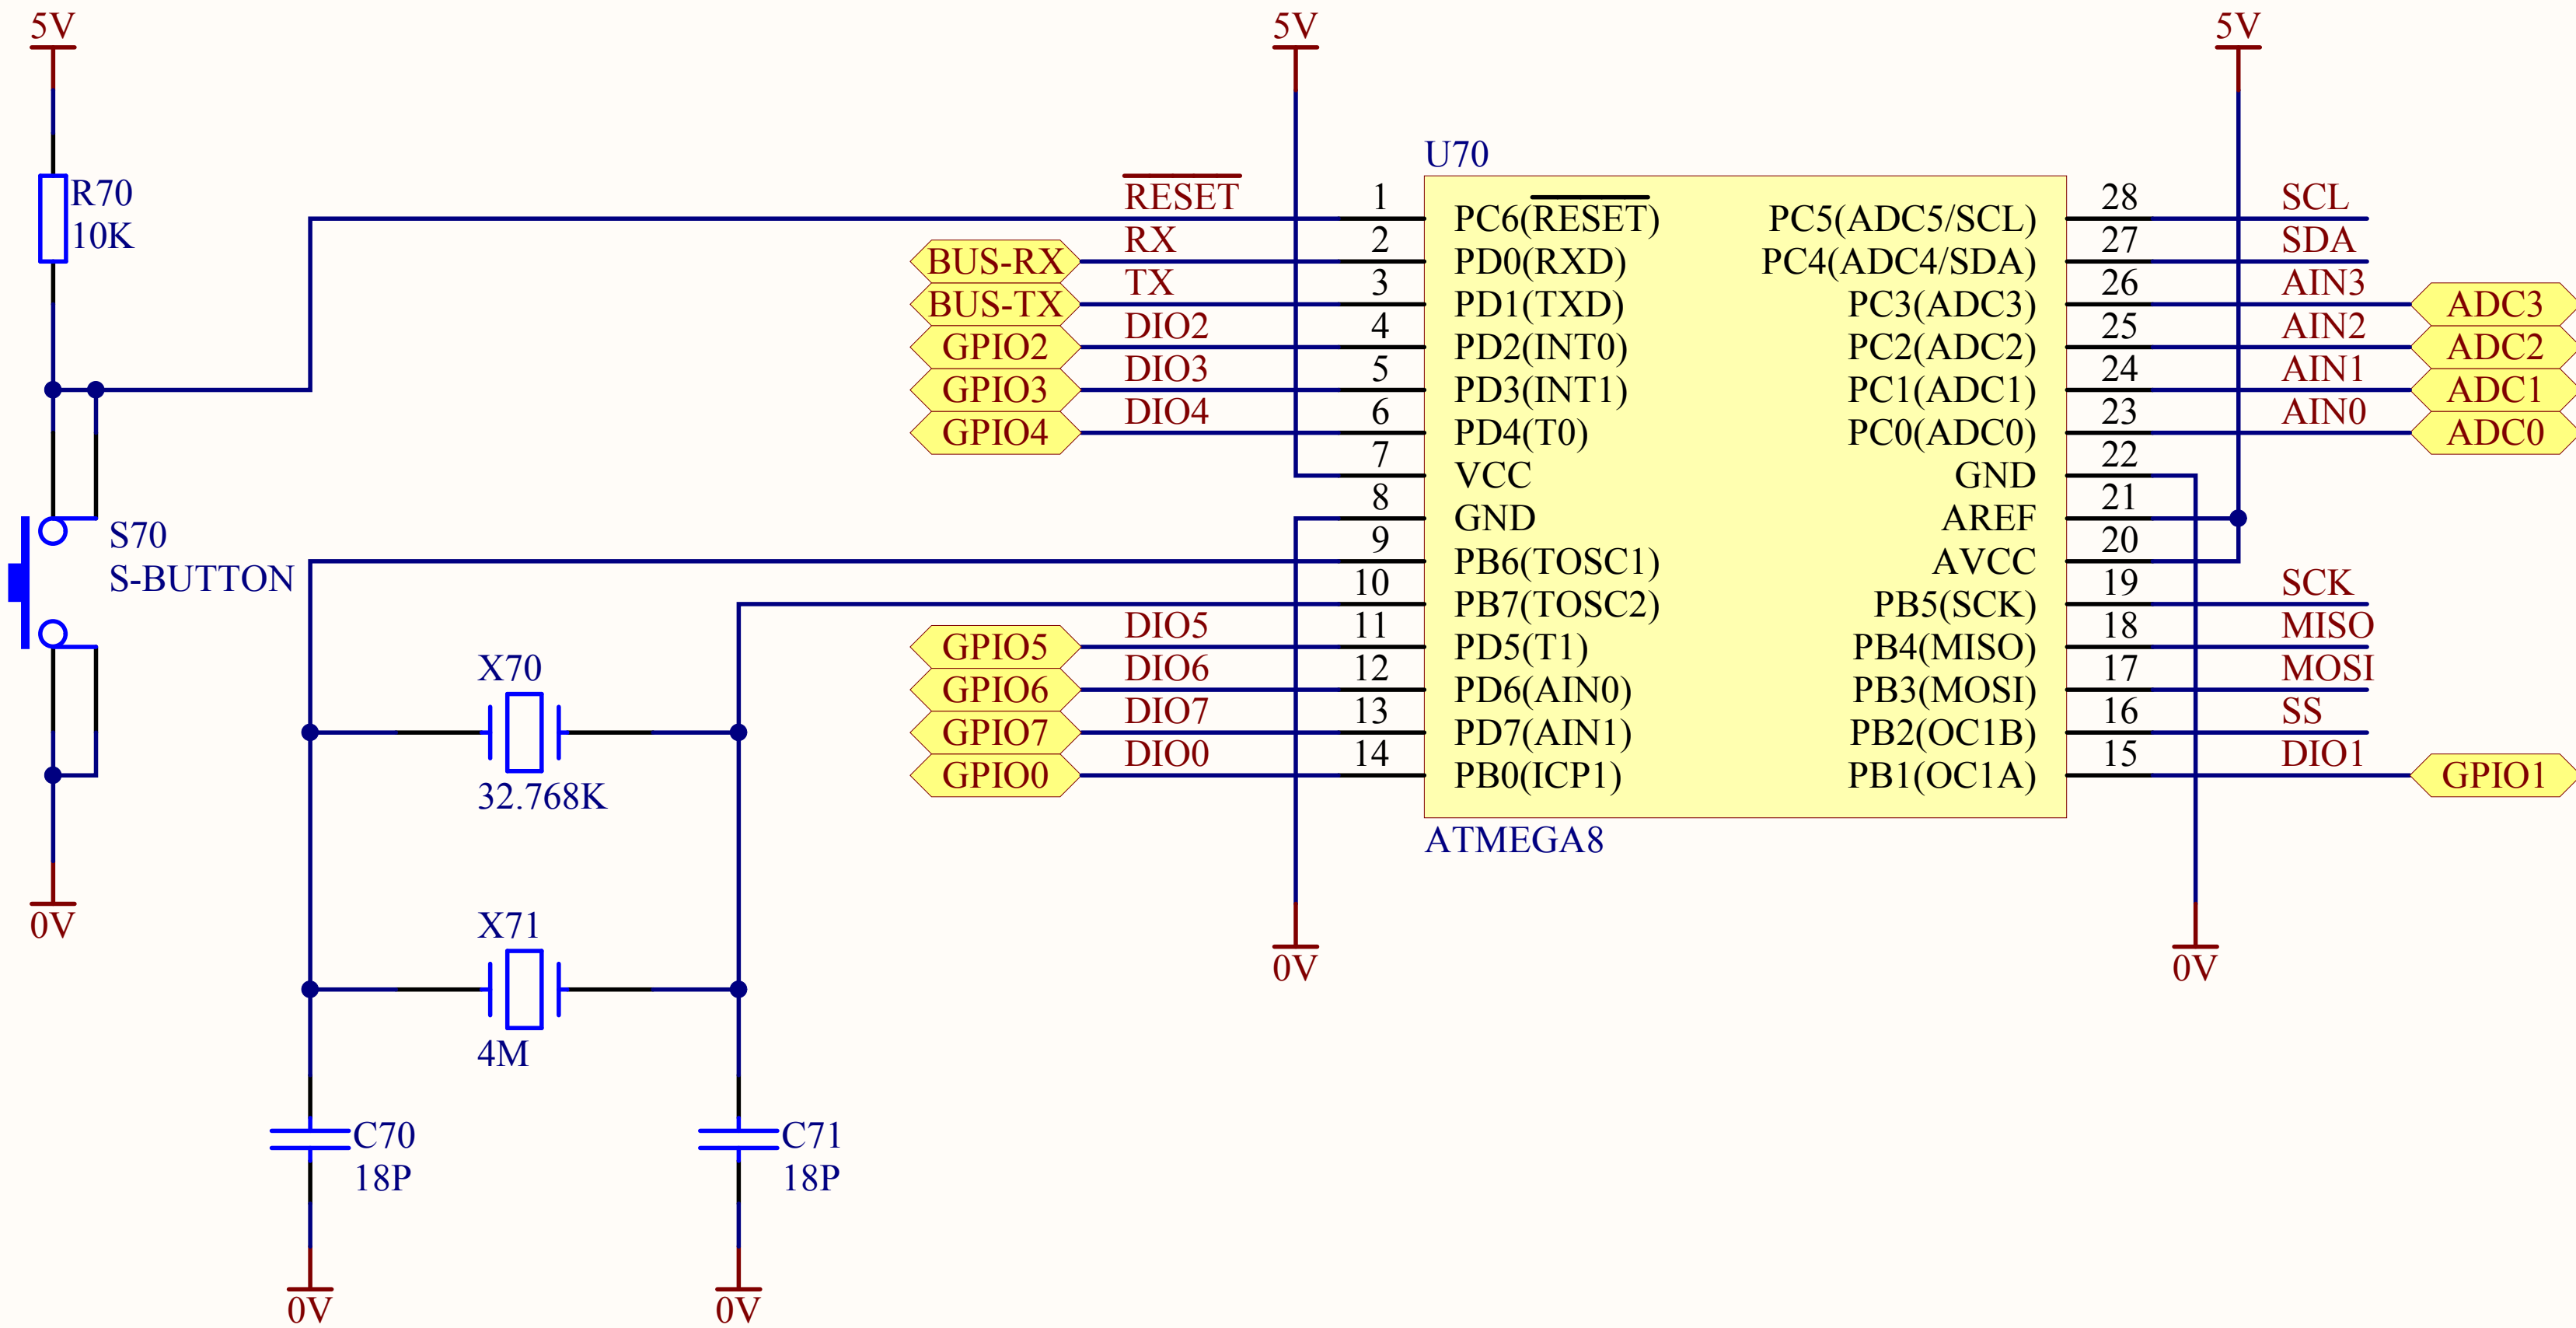 5V
5V
5V
R70
10K
S70
S-BUTTON
0V
U70
RESET
1
PC6(RESET)
PC5(ADC5/SCL)
28
SCL
BUS-RX
RX
2
PD0(RXD)
PC4(ADC4/SDA)
27
SDA
BUS-TX
TX
3
PD1(TXD)
PC3(ADC3)
26
AIN3
ADC3
GPIO2
DIO2
4
PD2(INT0)
PC2(ADC2)
25
AIN2
ADC2
GPIO3
DIO3
5
PD3(INT1)
PC1(ADC1)
24
AIN1
ADC1
GPIO4
DIO4
6
PD4(T0)
PC0(ADC0)
23
AIN0
ADC0
7
VCC
GND
22
8
GND
AREF
21
9
PB6(TOSC1)
AVCC
20
10
PB7(TOSC2)
PB5(SCK)
19
SCK
GPIO5
DIO5
11
PD5(T1)
PB4(MISO)
18
MISO
GPIO6
DIO6
12
PD6(AIN0)
PB3(MOSI)
17
MOSI
GPIO7
DIO7
13
PD7(AIN1)
PB2(OC1B)
16
SS
GPIO0
DIO0
14
PB0(ICP1)
PB1(OC1A)
15
DIO1
GPIO1
ATMEGA8
0V
0V
X70
32.768K
X71
4M
C70
18P
C71
18P
0V
0V